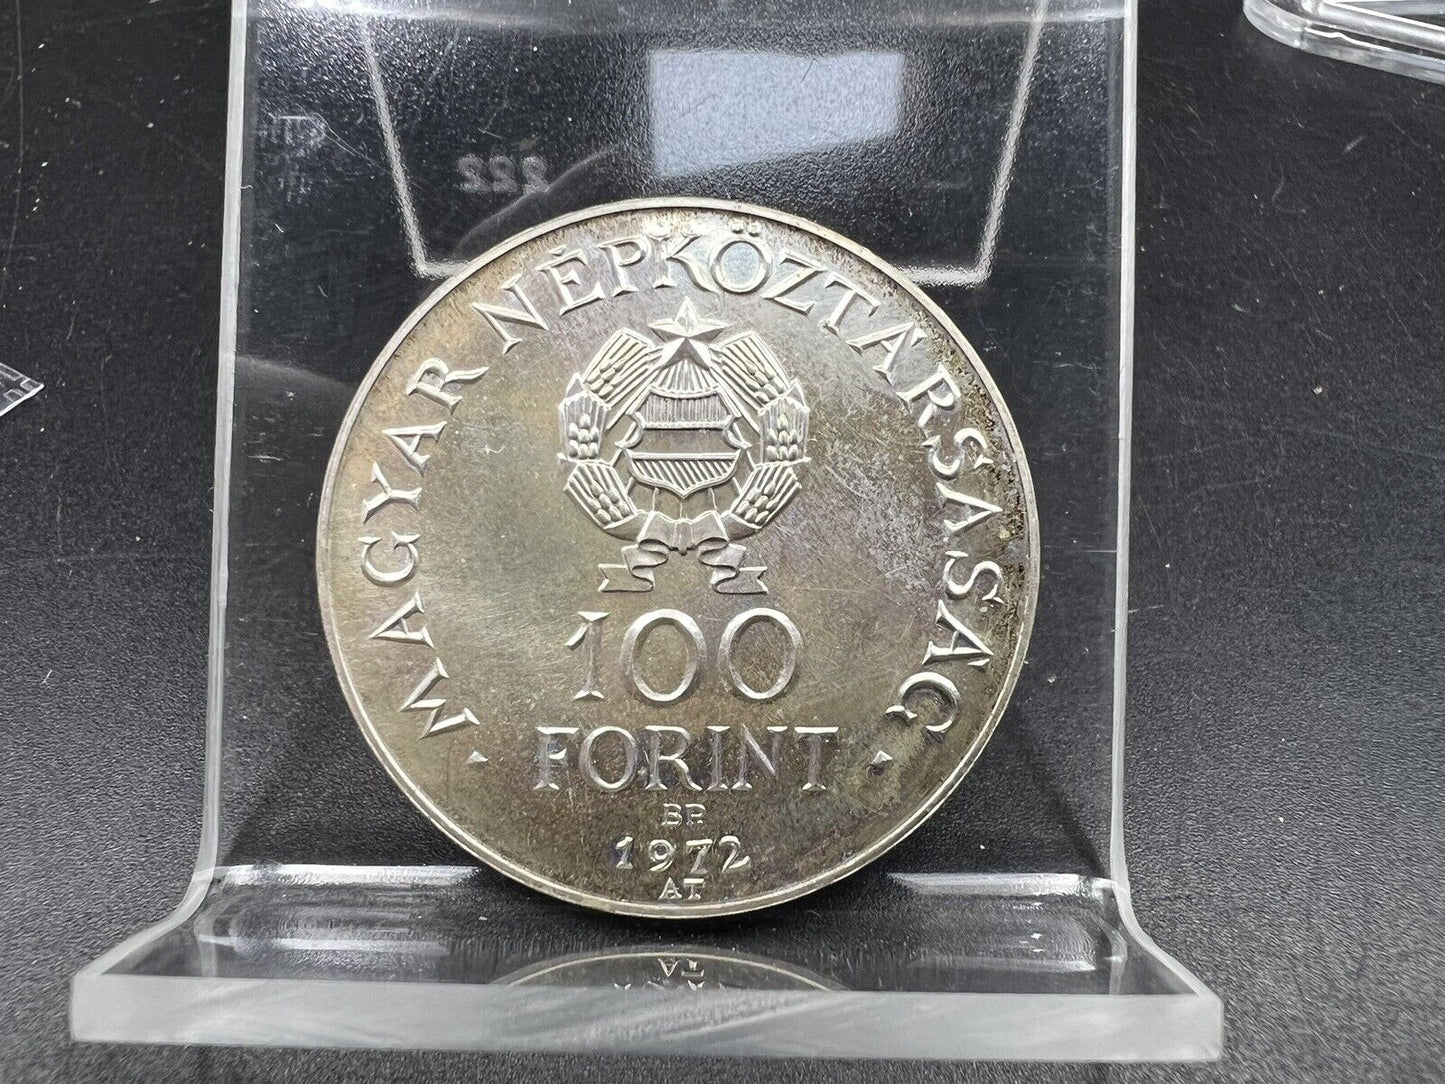 · MAGYAR NÉPKÖZTÁRSASÁG ·
100
FORINT
BP.
1972
AT